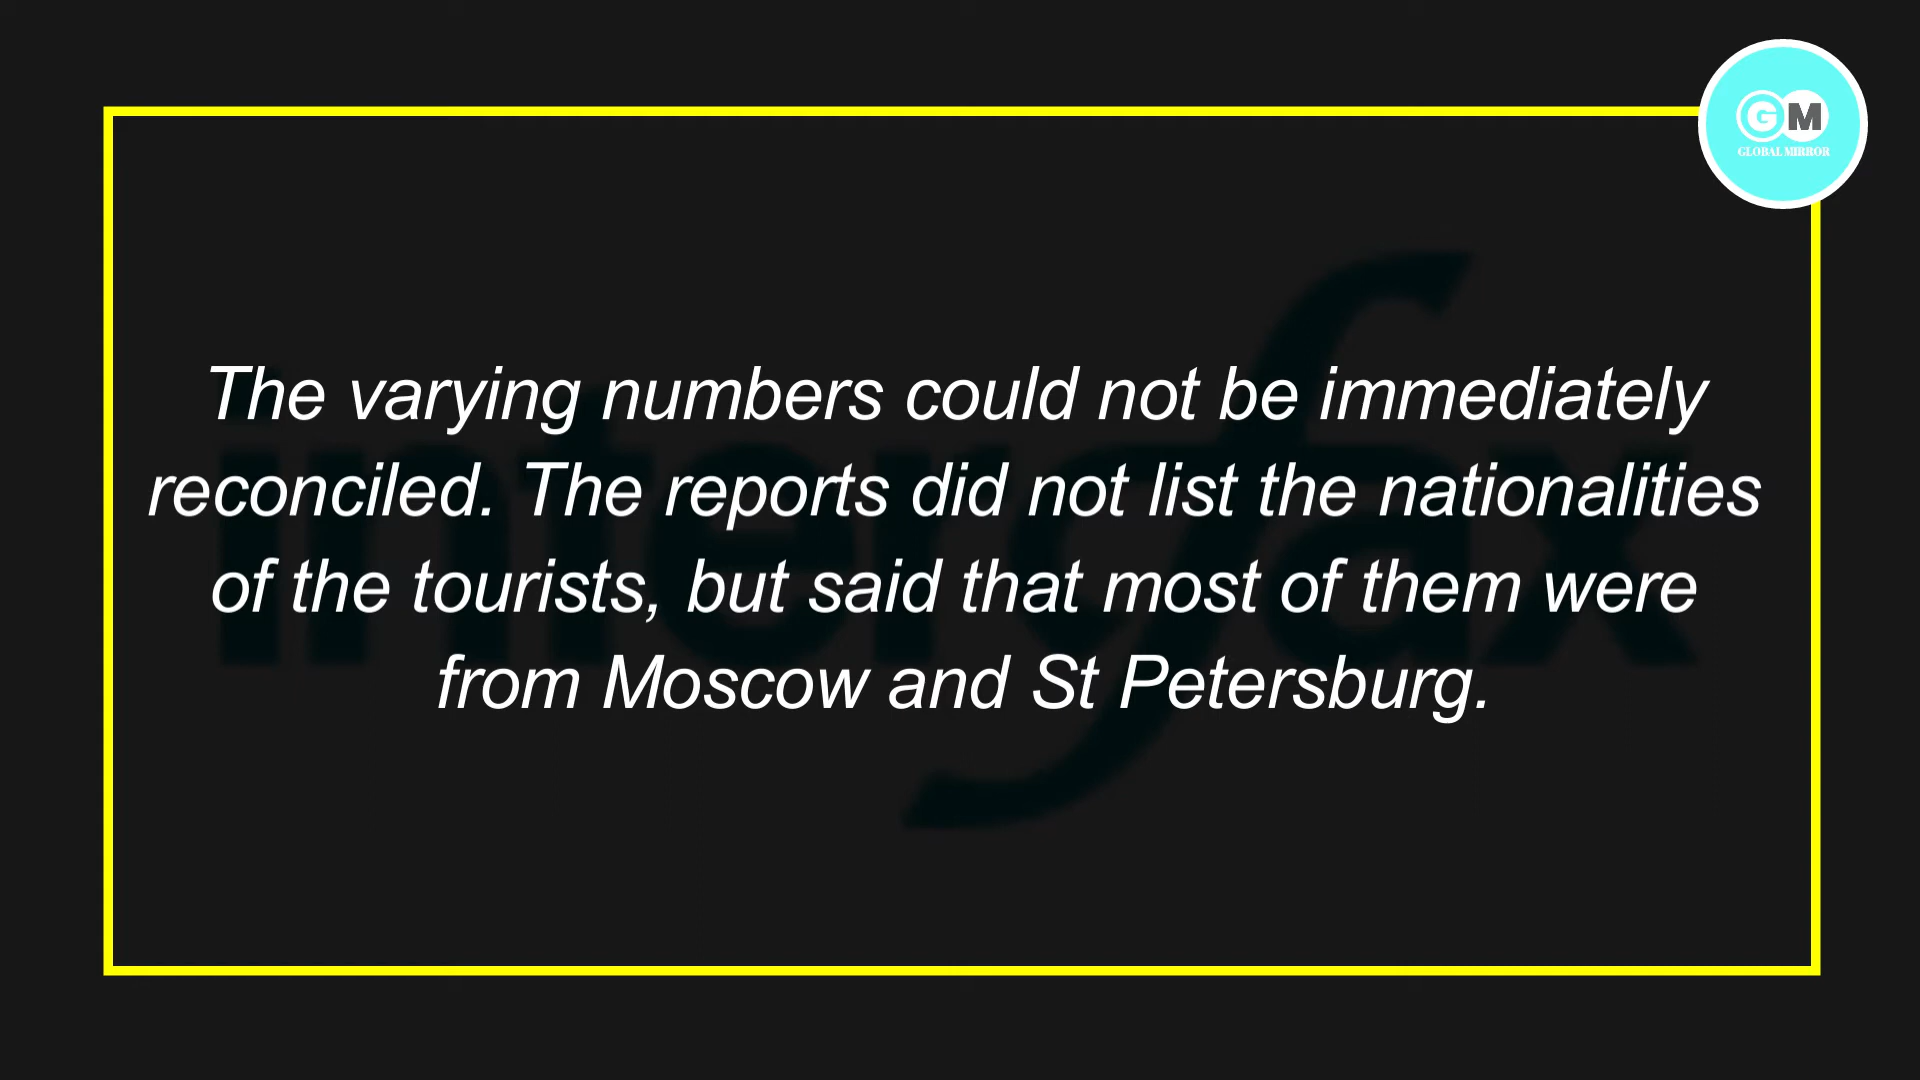 GM
GLOBAL MIRROR
interfax
The varying numbers could not be immediately
reconciled. The reports did not list the nationalities
of the tourists, but said that most of them were
from Moscow and St Petersburg.